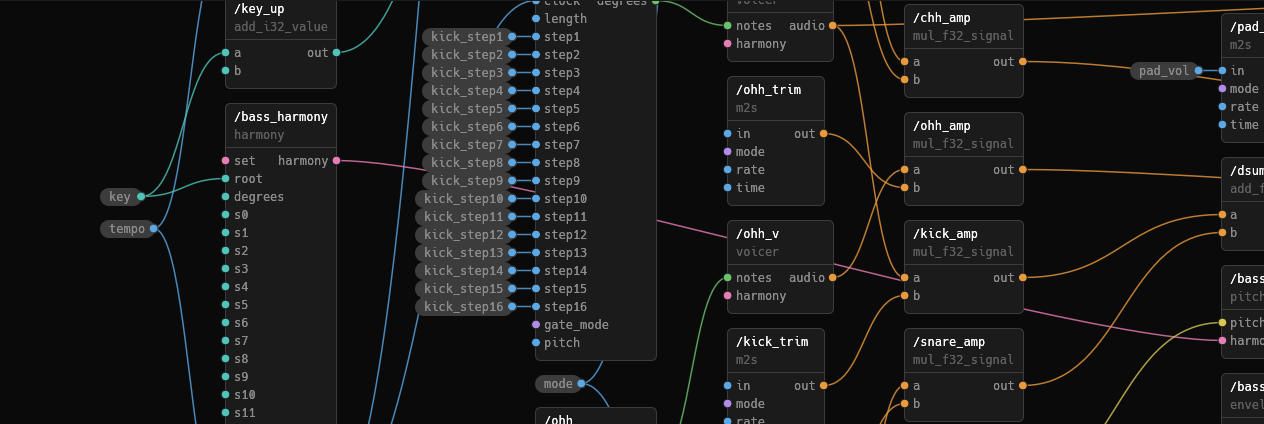 /key_up
add_i32_value
a out
b
/bass_harmony
harmony
set harmony
root
degrees
s0
s1
s2
s3
s4
s5
s6
s7
s8
s9
s10
s11
key
tempo
clock degrees
length
kick_step1 step1
kick_step2 step2
kick_step3 step3
kick_step4 step4
kick_step5 step5
kick_step6 step6
kick_step7 step7
kick_step8 step8
kick_step9 step9
kick_step10 step10
kick_step11 step11
kick_step12 step12
kick_step13 step13
kick_step14 step14
kick_step15 step15
kick_step16 step16
gate_mode
pitch
mode
/ohh
voicer
notes audio
harmony
/ohh_trim
m2s
in out
mode
rate
time
/ohh_v
voicer
notes audio
harmony
/kick_trim
m2s
in out
mode
rate
/chh_amp
mul_f32_signal
a out
b
/ohh_amp
mul_f32_signal
a out
b
/kick_amp
mul_f32_signal
a out
b
/snare_amp
mul_f32_signal
a out
b
pad_vol
/pad_
m2s
in
mode
rate
time
/dsum
add_f
a
b
/bass
pitch
pitch
harmo
/bass
envel